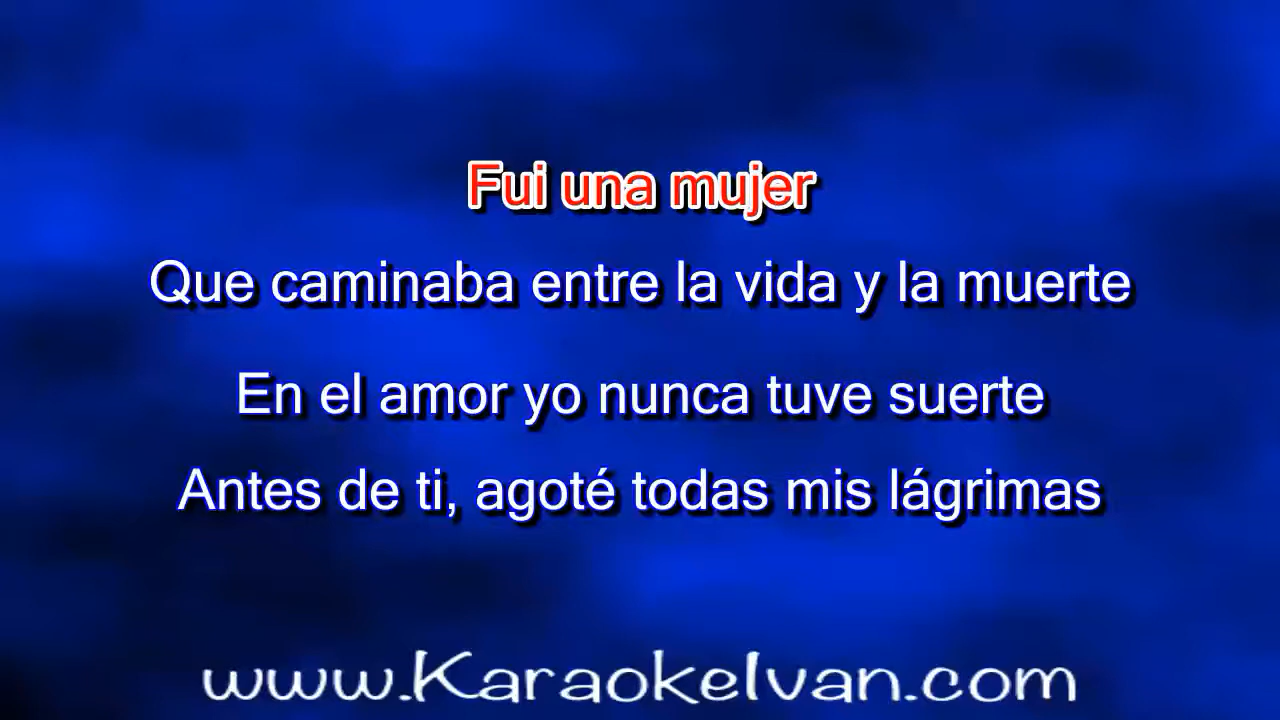 Fui una mujer
Que caminaba entre la vida y la muerte
En el amor yo nunca tuve suerte
Antes de ti, agoté todas mis lágrimas
www.KaraokeIvan.com